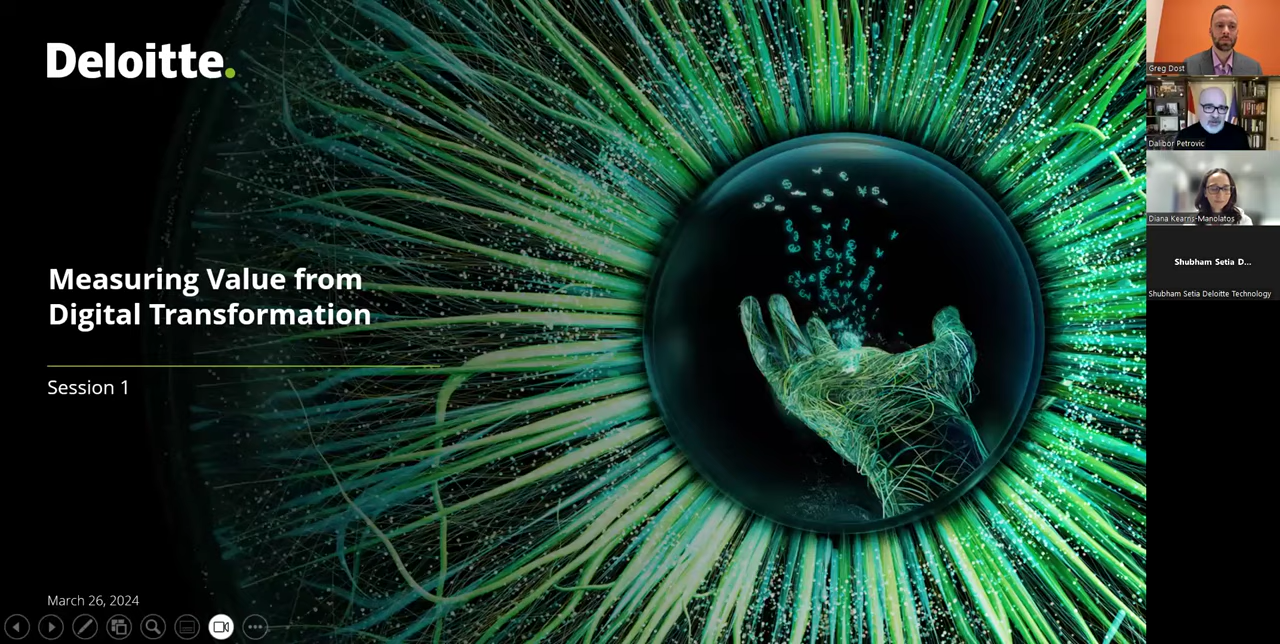 Deloitte.
Measuring Value from
Digital Transformation
Session 1
March 26, 2024
Greg Dost
Dalibor Petrovic
Diana Kearns-Manolatos
Shubham Setia D...
Shubham Setia Deloitte Technology